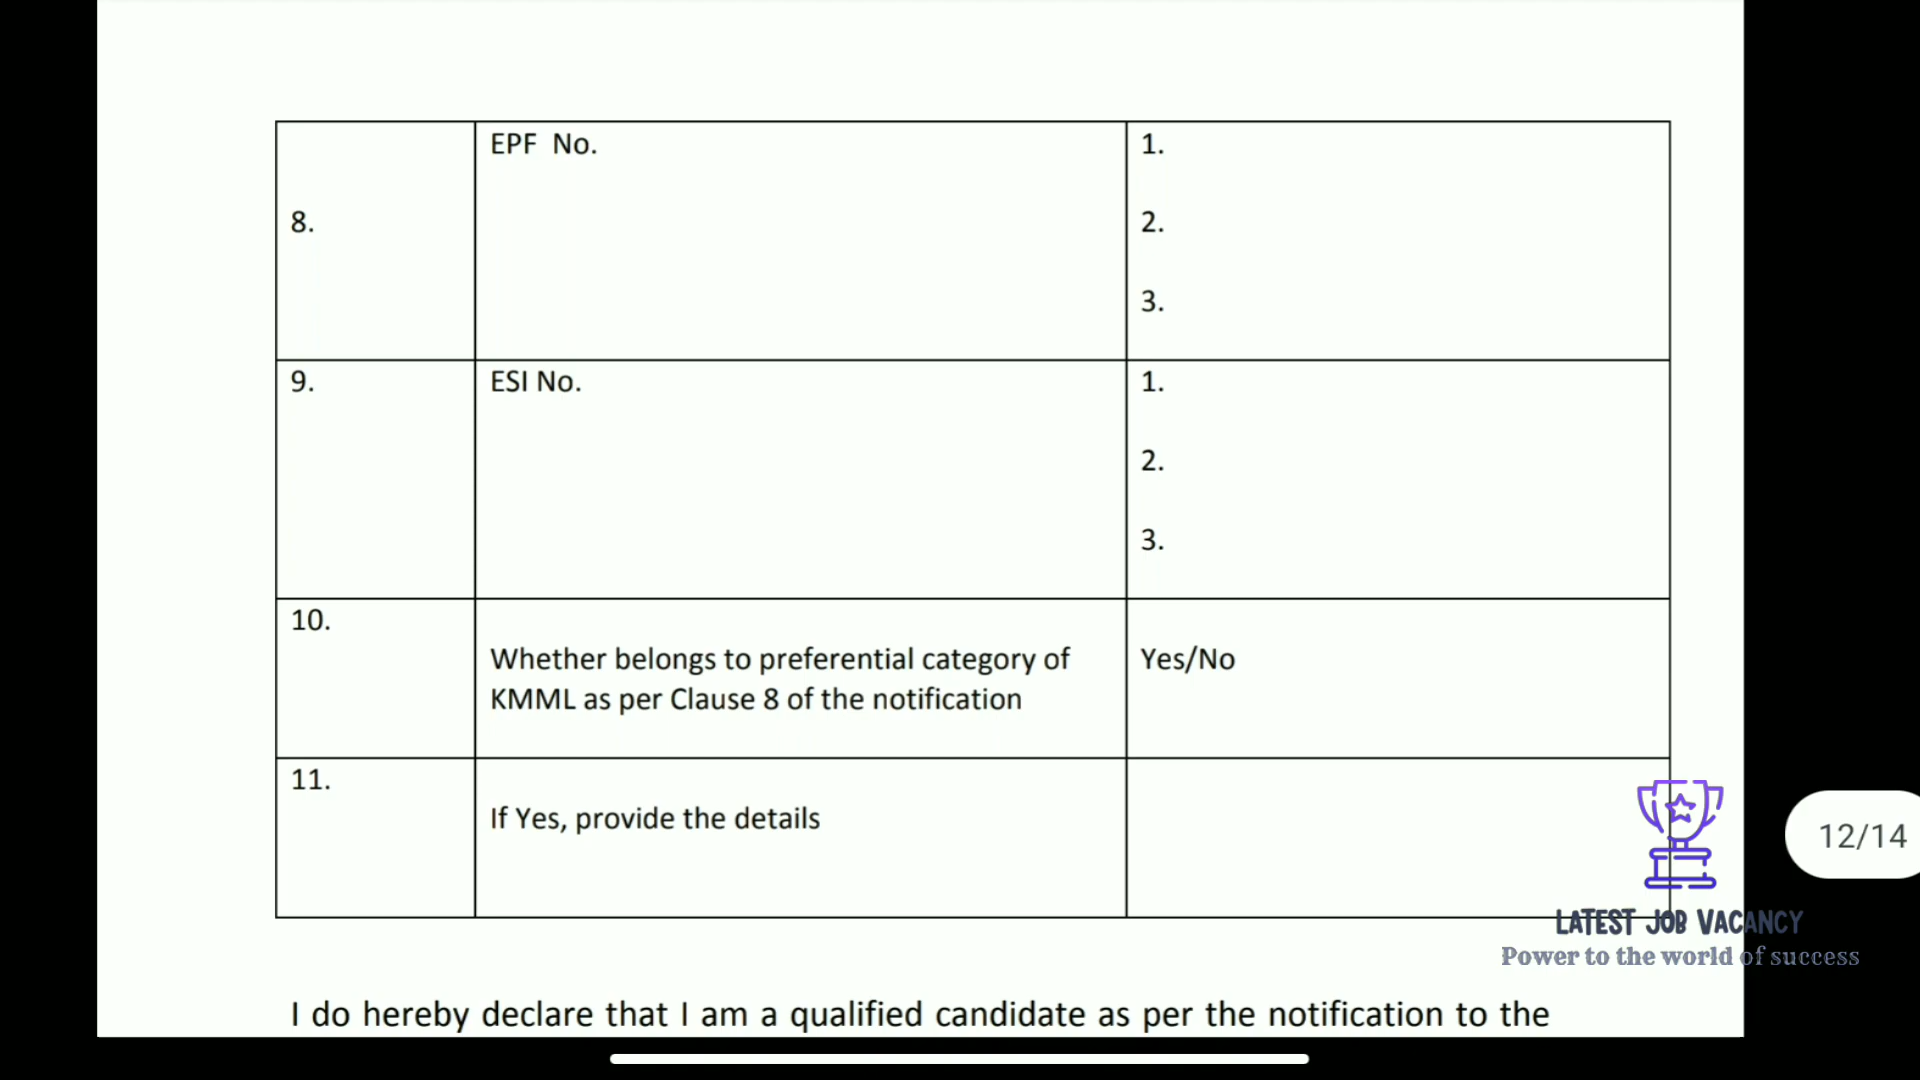 EPF No.
1.
8.
2.
3.
9.
ESI No.
1.
2.
3.
10.
Whether belongs to preferential category of
KMML as per Clause 8 of the notification
Yes/No
11.
If Yes, provide the details
12/14
LATEST JOB VACANCY
Power to the world of success
I do hereby declare that I am a qualified candidate as per the notification to the